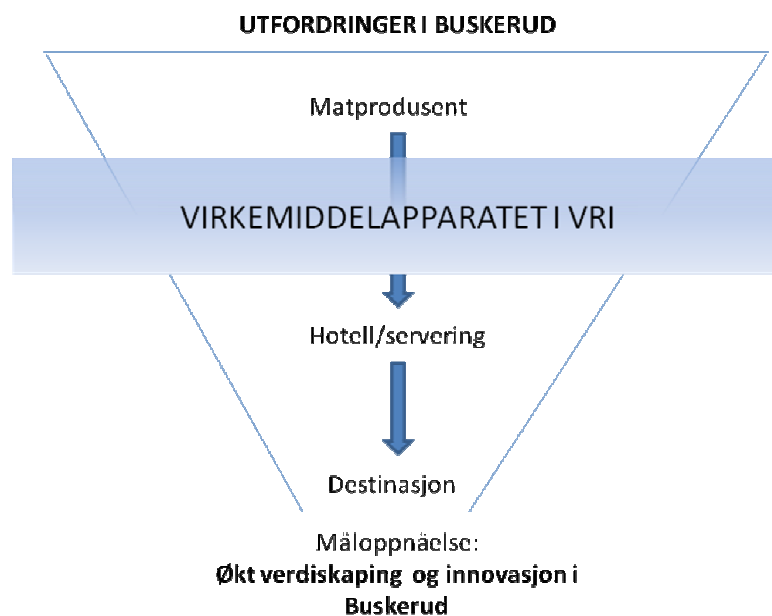 UTFORDRINGER I BUSKERUD
Matprodusent
VIRKEMIDDELAPPARATET I VRI
Hotell/servering
Destinasjon
Måloppnåelse:
Økt verdiskaping og innovasjon i
Buskerud